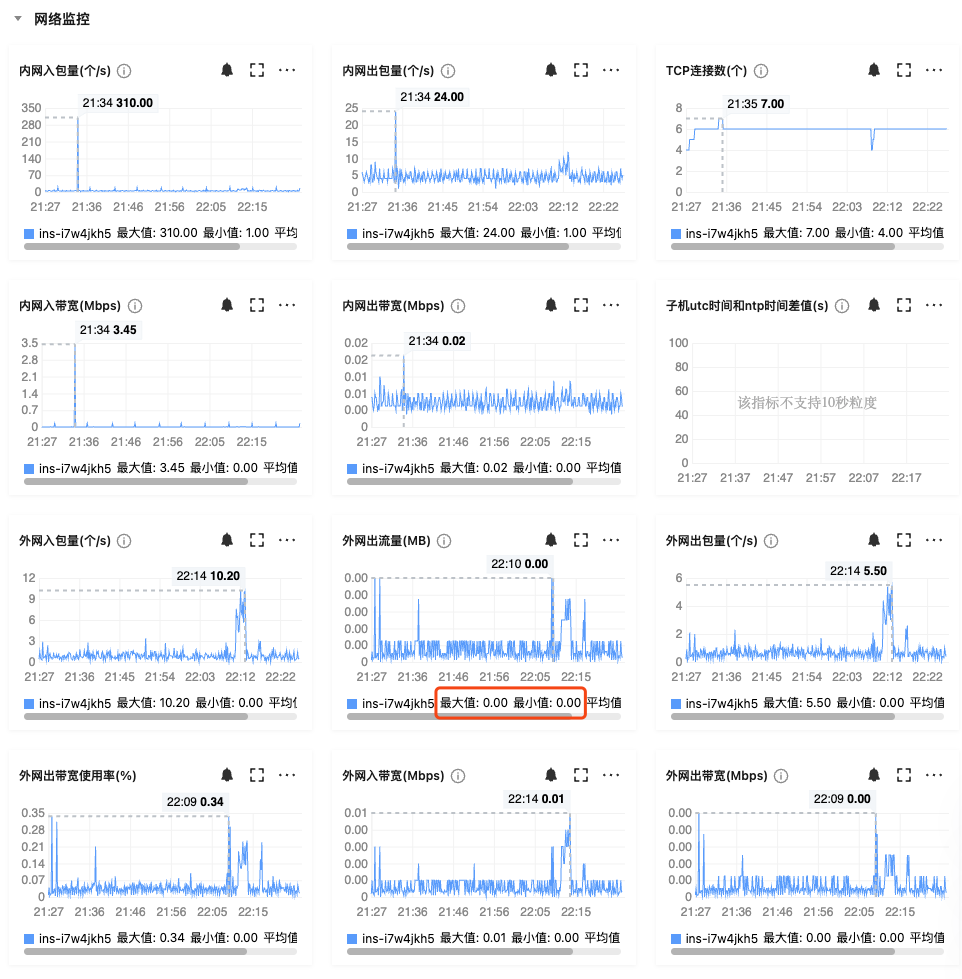 网络监控
内网入包量(个/s)
21:34 310.00
350
280
210
140
70
0
21:27 21:36 21:46 21:56 22:05 22:15
ins-i7w4jkh5 最大值: 310.00 最小值: 1.00 平均
内网出包量(个/s)
21:34 24.00
25
20
15
10
5
0
21:27 21:36 21:45 21:54 22:03 22:12 22:22
ins-i7w4jkh5 最大值: 24.00 最小值: 1.00 平均
TCP连接数(个)
21:35 7.00
8
6
4
2
0
21:27 21:36 21:45 21:54 22:03 22:12 22:22
ins-i7w4jkh5 最大值: 7.00 最小值: 4.00 平均值
内网入带宽(Mbps)
21:34 3.45
3.5
2.8
2.1
1.4
0.7
0
21:27 21:36 21:46 21:56 22:05 22:15
ins-i7w4jkh5 最大值: 3.45 最小值: 0.00 平均值
内网出带宽(Mbps)
21:34 0.02
0.02
0.02
0.01
0.01
0.00
0
21:27 21:36 21:46 21:56 22:05 22:15
ins-i7w4jkh5 最大值: 0.02 最小值: 0.00 平均值
子机utc时间和ntp时间差值(s)
100
80
60
40
20
0
该指标不支持10秒粒度
21:27 21:37 21:47 21:57 22:07 22:17
外网入包量(个/s)
22:14 10.20
12
9
6
3
0
21:27 21:36 21:45 21:54 22:03 22:12 22:22
ins-i7w4jkh5 最大值: 10.20 最小值: 0.00 平均
外网出流量(MB)
22:10 0.00
0.00
0.00
0.00
0.00
0.00
0
21:27 21:36 21:46 21:56 22:05 22:15
ins-i7w4jkh5 最大值: 0.00 最小值: 0.00 平均值
外网出包量(个/s)
22:14 5.50
6
4
2
0
21:27 21:36 21:45 21:54 22:03 22:12 22:22
ins-i7w4jkh5 最大值: 5.50 最小值: 0.00 平均值
外网出带宽使用率(%)
22:09 0.34
0.35
0.28
0.21
0.14
0.07
0
21:27 21:36 21:46 21:56 22:05 22:15
ins-i7w4jkh5 最大值: 0.34 最小值: 0.00 平均值
外网入带宽(Mbps)
22:14 0.01
0.01
0.00
0.00
0.00
0.00
0
21:27 21:36 21:46 21:56 22:05 22:15
ins-i7w4jkh5 最大值: 0.01 最小值: 0.00 平均值
外网出带宽(Mbps)
22:09 0.00
0.00
0.00
0.00
0.00
0.00
0
21:27 21:36 21:46 21:56 22:05 22:15
ins-i7w4jkh5 最大值: 0.00 最小值: 0.00 平均值